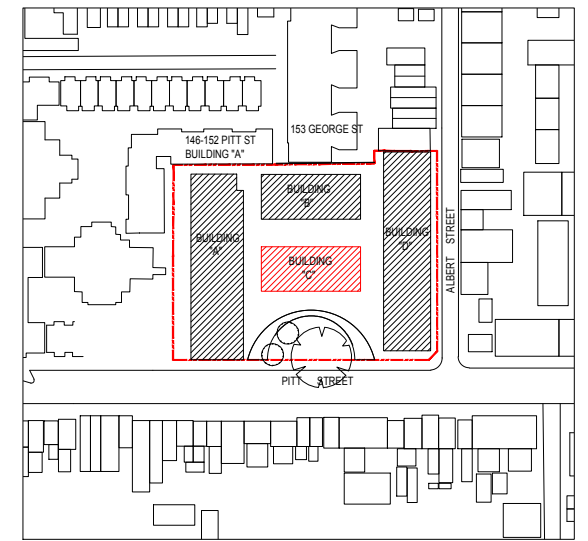 153 GEORGE ST
146-152 PITT ST
BUILDING "A"
BUILDING
"B"
BUILDING
"A"
BUILDING
"D"
BUILDING
"C"
ALBERT STREET
PITT STREET